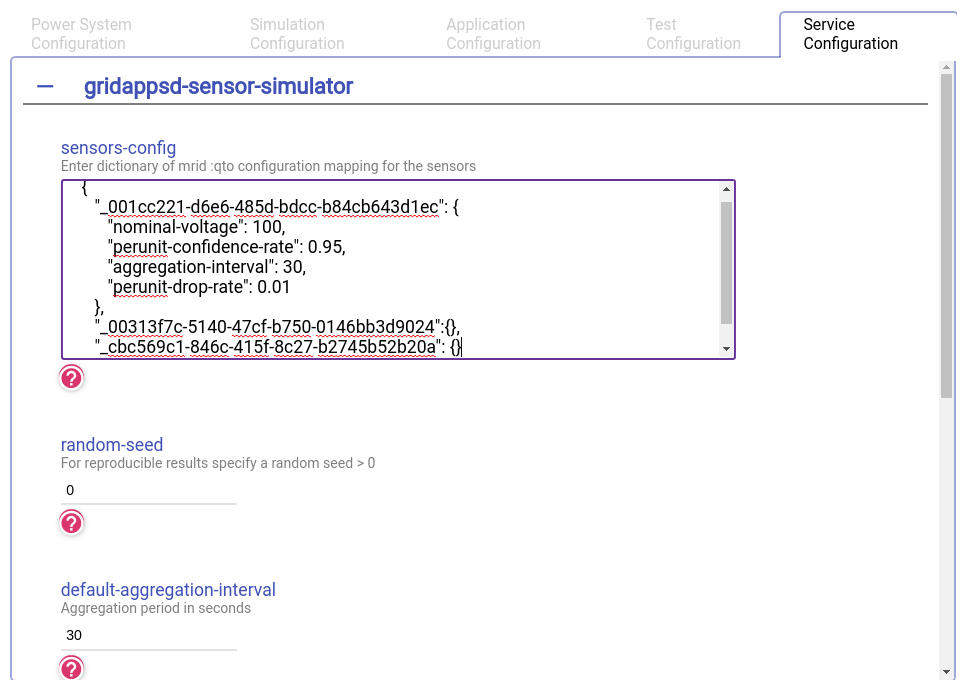 Power System
Configuration
Simulation
Configuration
Application
Configuration
Test
Configuration
Service
Configuration
— gridappsd-sensor-simulator
sensors-config
Enter dictionary of mrid :qto configuration mapping for the sensors
{
"_001cc221-d6e6-485d-bdcc-b84cb643d1ec": {
"nominal-voltage": 100,
"perunit-confidence-rate": 0.95,
"aggregation-interval": 30,
"perunit-drop-rate": 0.01
},
"_00313f7c-5140-47cf-b750-0146bb3d9024":{},
"_cbc569c1-846c-415f-8c27-b2745b52b20a": {}
?
random-seed
For reproducible results specify a random seed > 0
0
?
default-aggregation-interval
Aggregation period in seconds
30
?